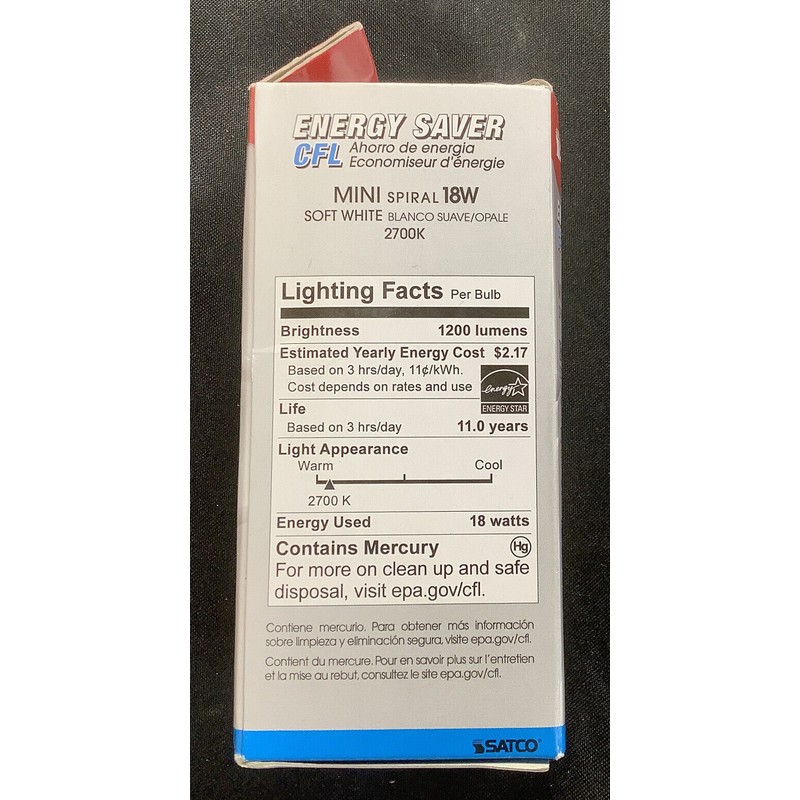 ENERGY SAVER
CFL Ahorro de energia
Economiseur d'énergie
MINI SPIRAL 18W
SOFT WHITE BLANCO SUAVE/OPALE
2700K
Lighting Facts Per Bulb
Brightness 1200 lumens
Estimated Yearly Energy Cost $2.17
Based on 3 hrs/day, 11¢/kWh.
Cost depends on rates and use
energy
ENERGY STAR
Life
Based on 3 hrs/day 11.0 years
Light Appearance
Warm Cool
2700 K
Energy Used 18 watts
Contains Mercury Hg
For more on clean up and safe
disposal, visit epa.gov/cfl.
Contiene mercurio. Para obtener más información
sobre limpieza y eliminación segura, visite epa.gov/cfl.
Contient du mercure. Pour en savoir plus sur l'entretien
et la mise au rebut, consultez le site epa.gov/cfl.
SATCO